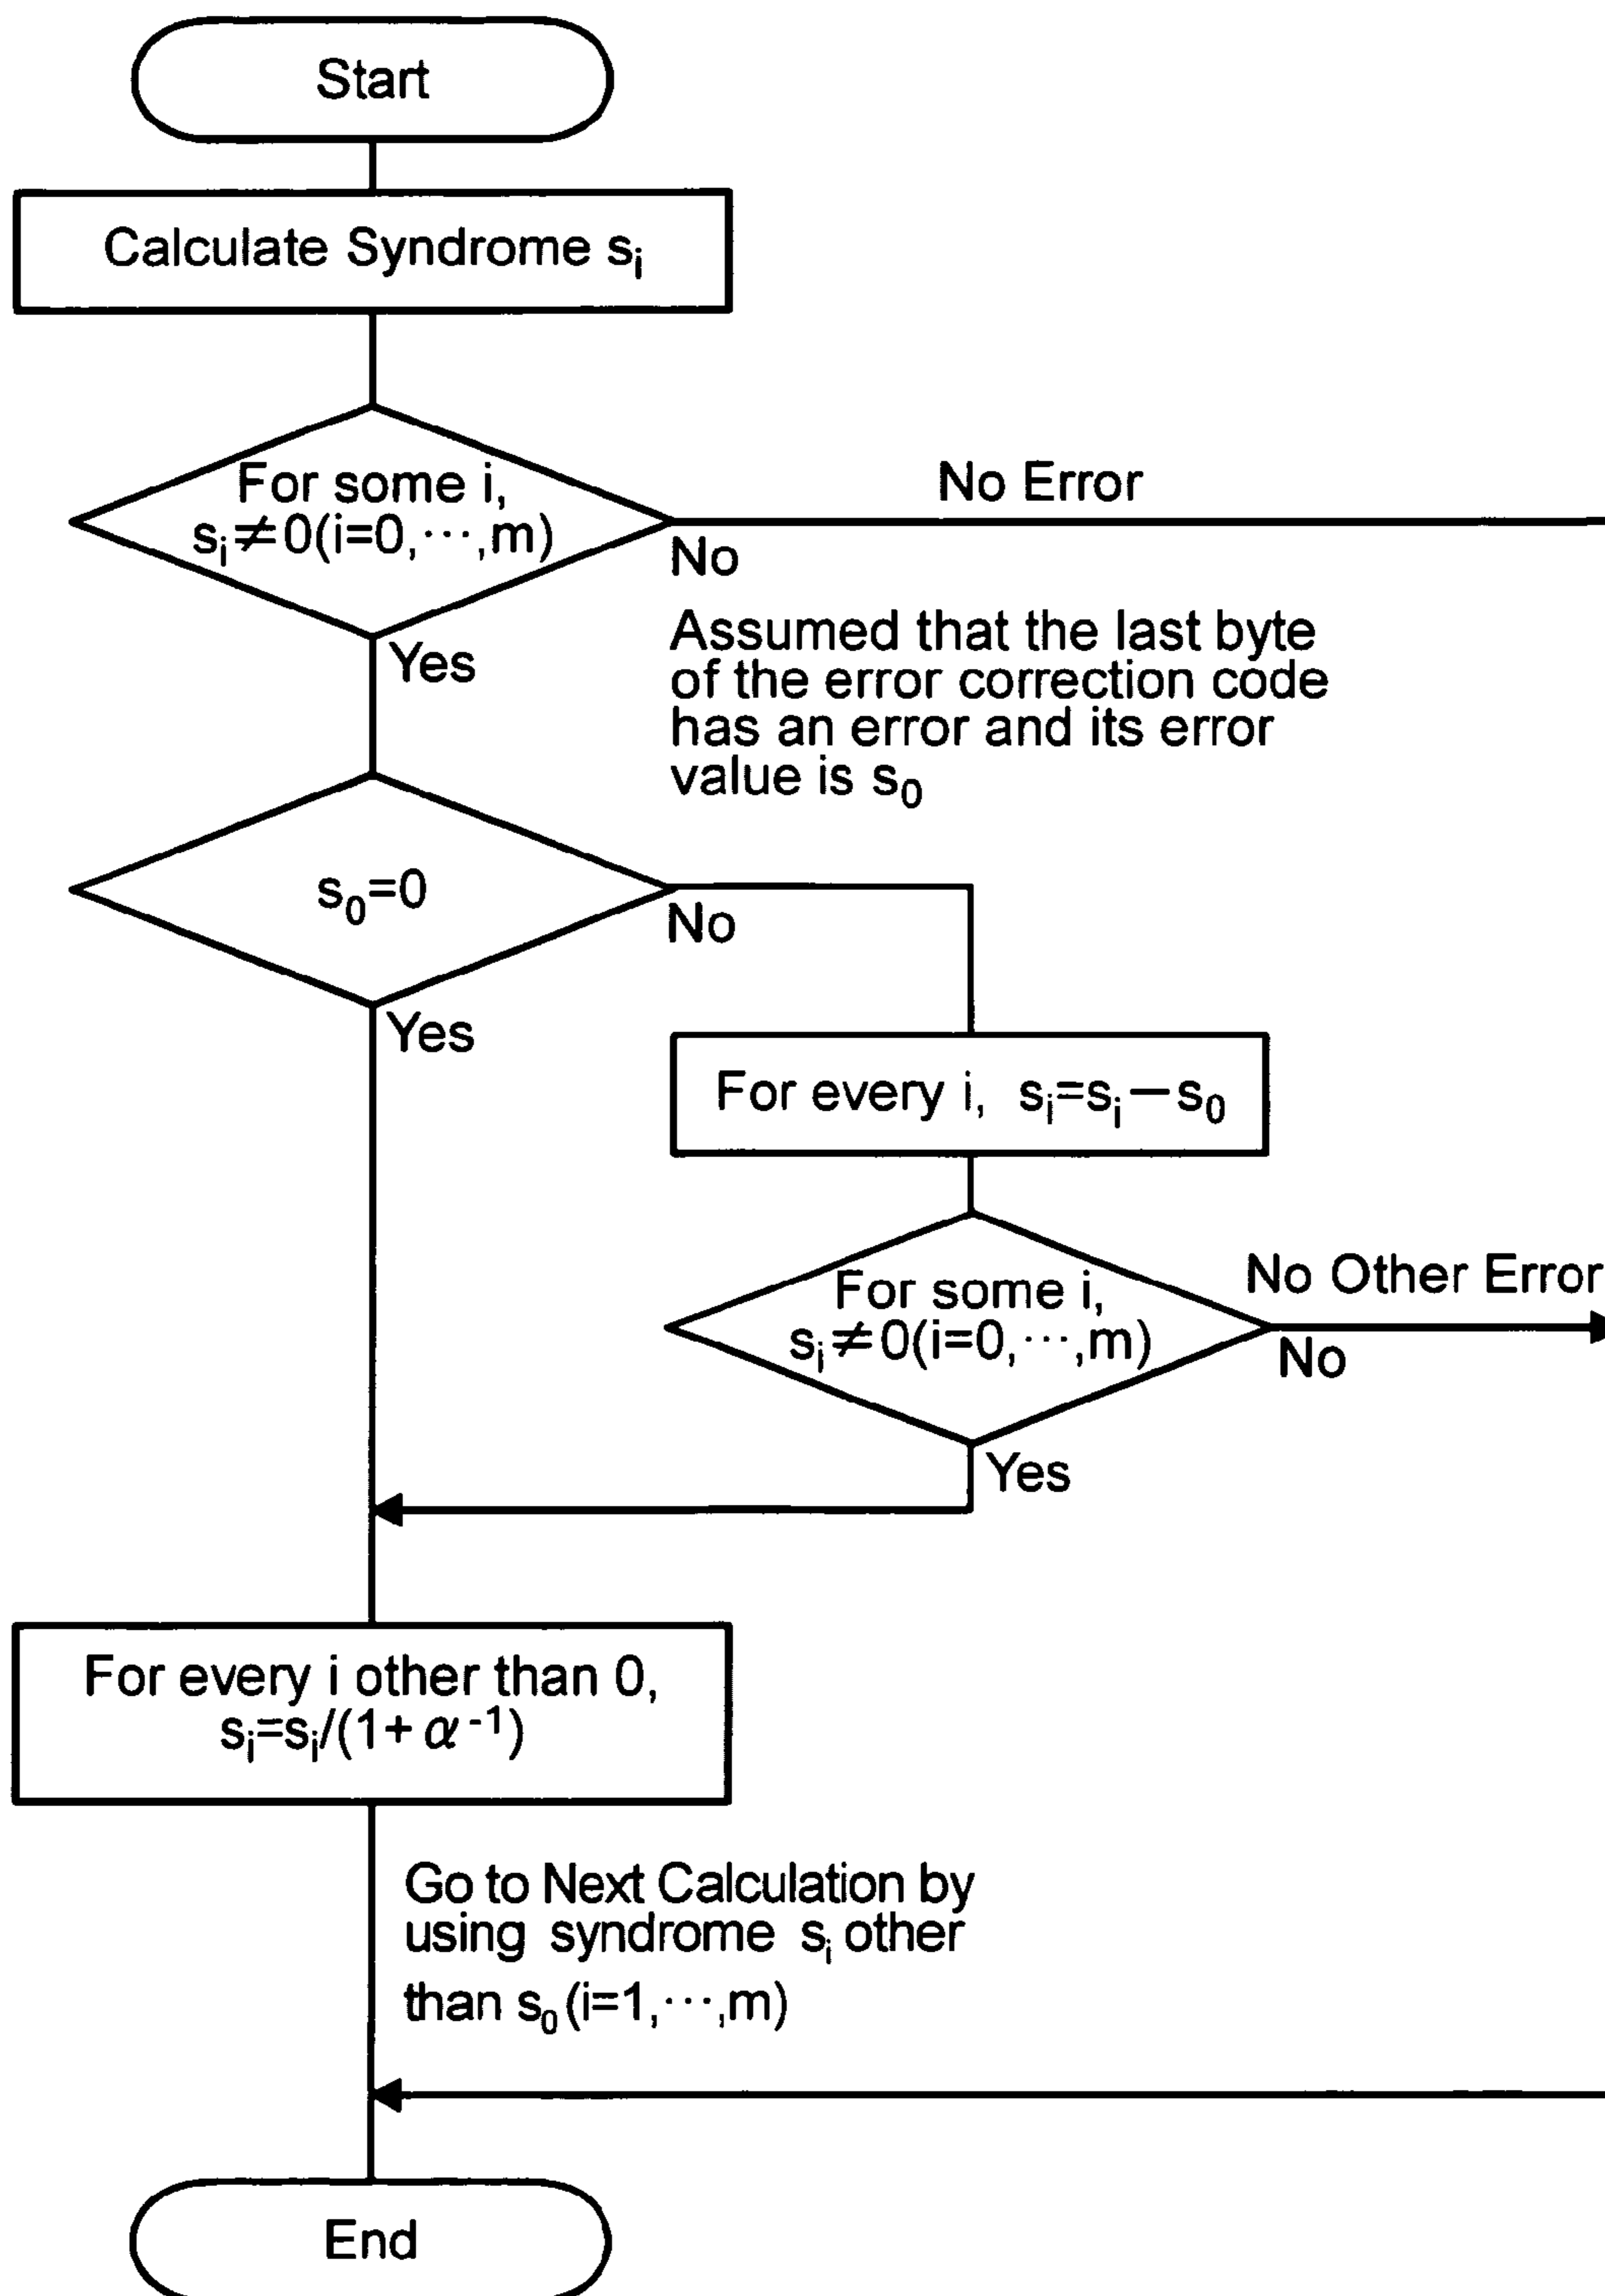 Start
Calculate Syndrome sᵢ
For some i,
sᵢ≠0(i=0,⋯,m)
No Error
No
Yes
Assumed that the last byte
of the error correction code
has an error and its error
value is s₀
s₀=0
No
Yes
For every i, sᵢ=sᵢ−s₀
For some i,
sᵢ≠0(i=0,⋯,m)
No Other Error
No
Yes
For every i other than 0,
sᵢ=sᵢ/(1+α⁻¹)
Go to Next Calculation by
using syndrome sᵢ other
than s₀(i=1,⋯,m)
End